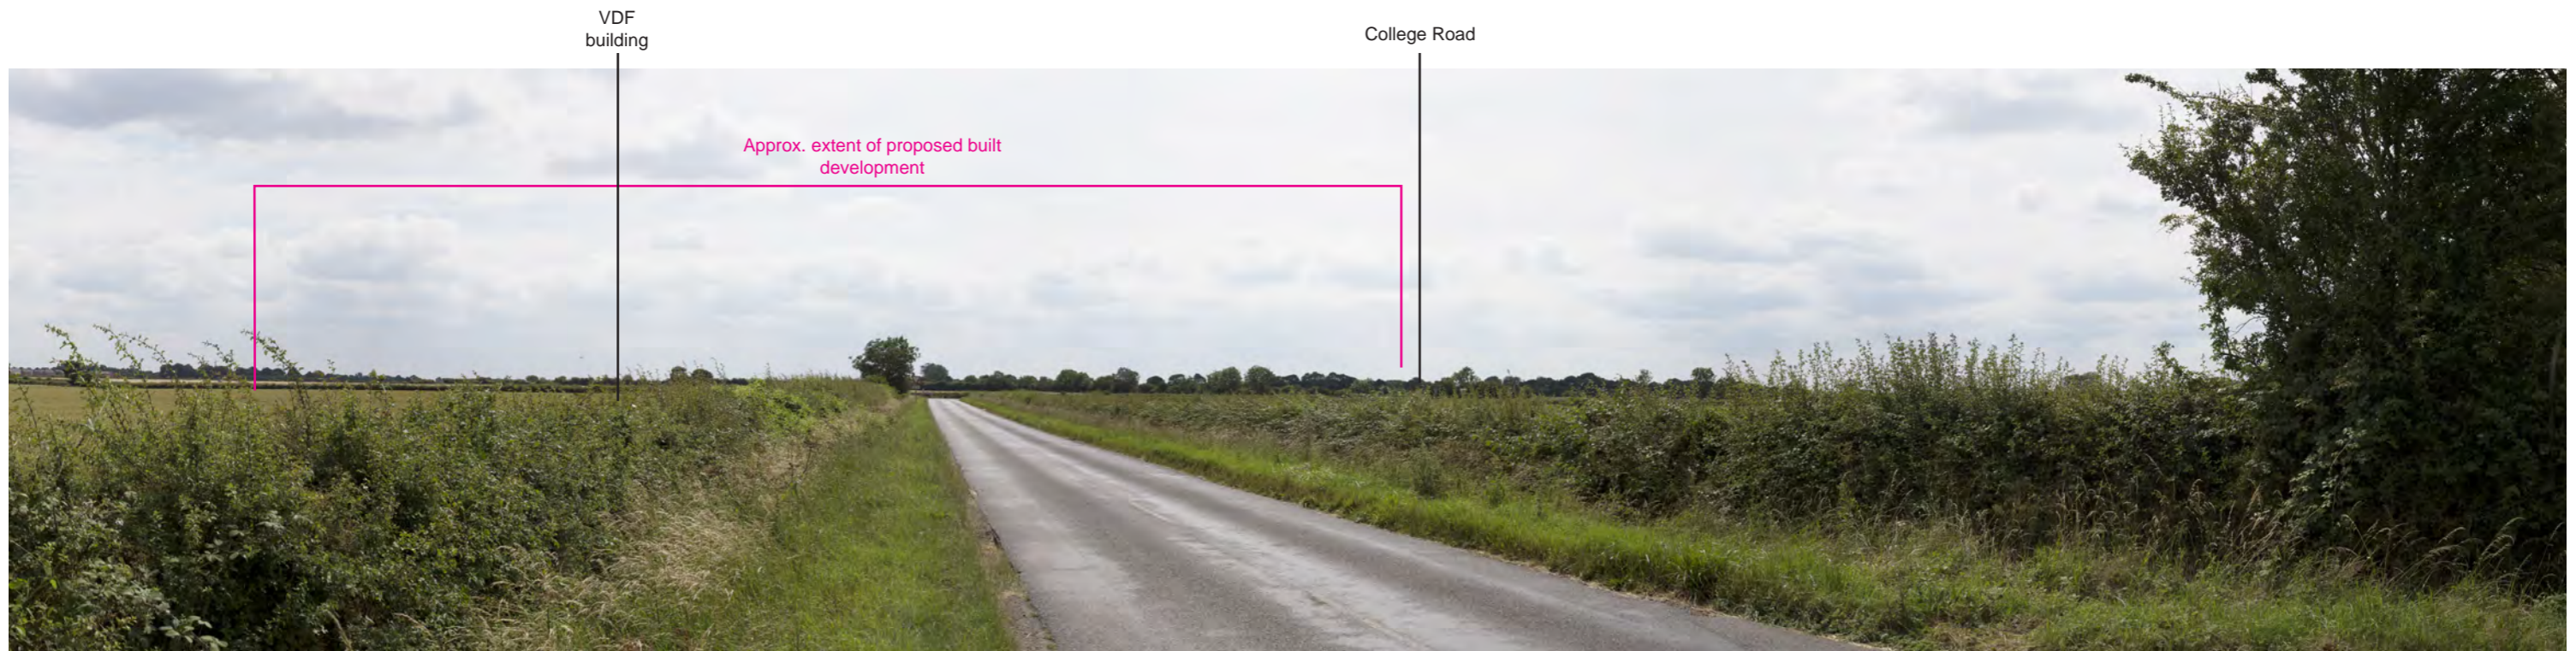 VDF
building
College Road
Approx. extent of proposed built
development